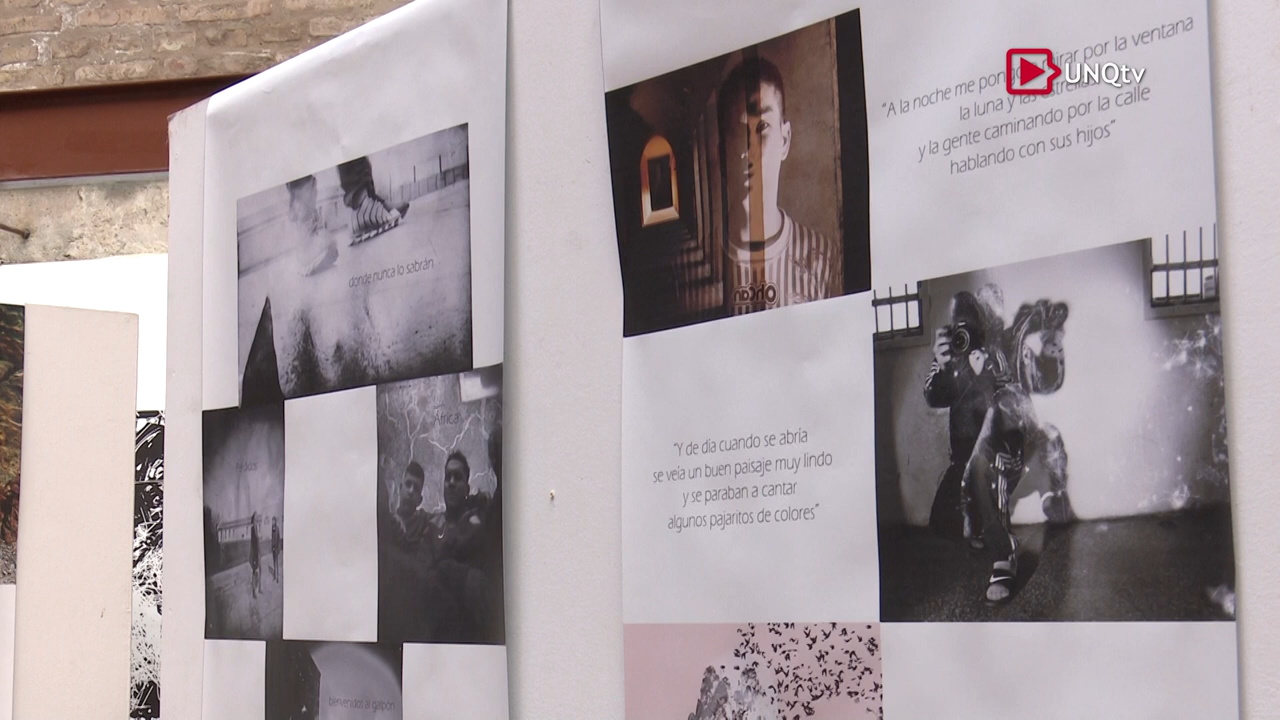 UNQtv
"A la noche me pongo a mirar por la ventana
la luna y las estrellas
y la gente caminando por la calle
hablando con sus hijos"
donde nunca lo sabrán
África
"Y de día cuando se abría
se veía un buen paisaje muy lindo
y se paraban a cantar
algunos pajaritos de colores"
bienvenidos al galpón